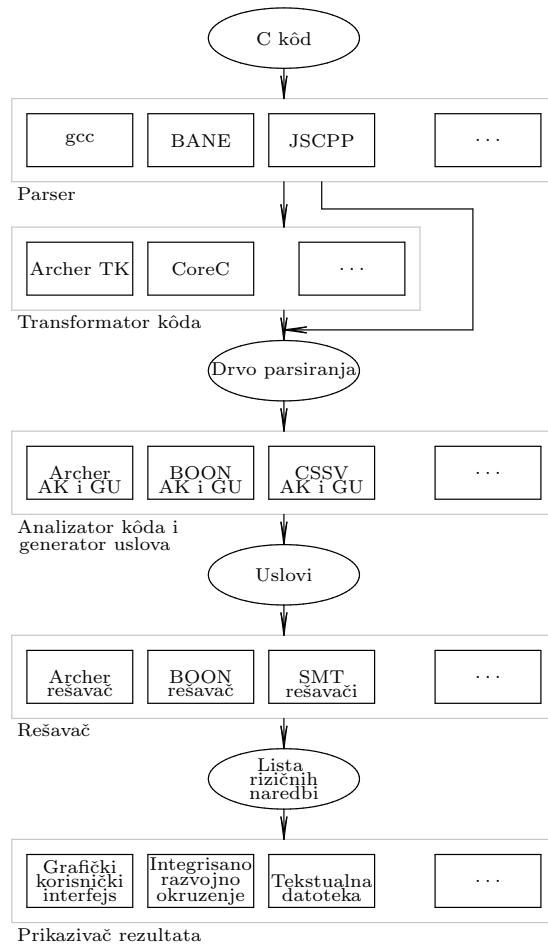 C kôd
gcc
BANE
JSCPP
...
Parser
Archer TK
CoreC
...
Transformator kôda
Drvo parsiranja
Archer
AK i GU
BOON
AK i GU
CSSV
AK i GU
...
Analizator kôda i
generator uslova
Uslovi
Archer
rešavač
BOON
rešavač
SMT
rešavači
...
Rešavač
Lista
rizičnih
naredbi
Grafički
korisnički
interfejs
Integrisano
razvojno
okruzenje
Tekstualna
datoteka
...
Prikazivač rezultata